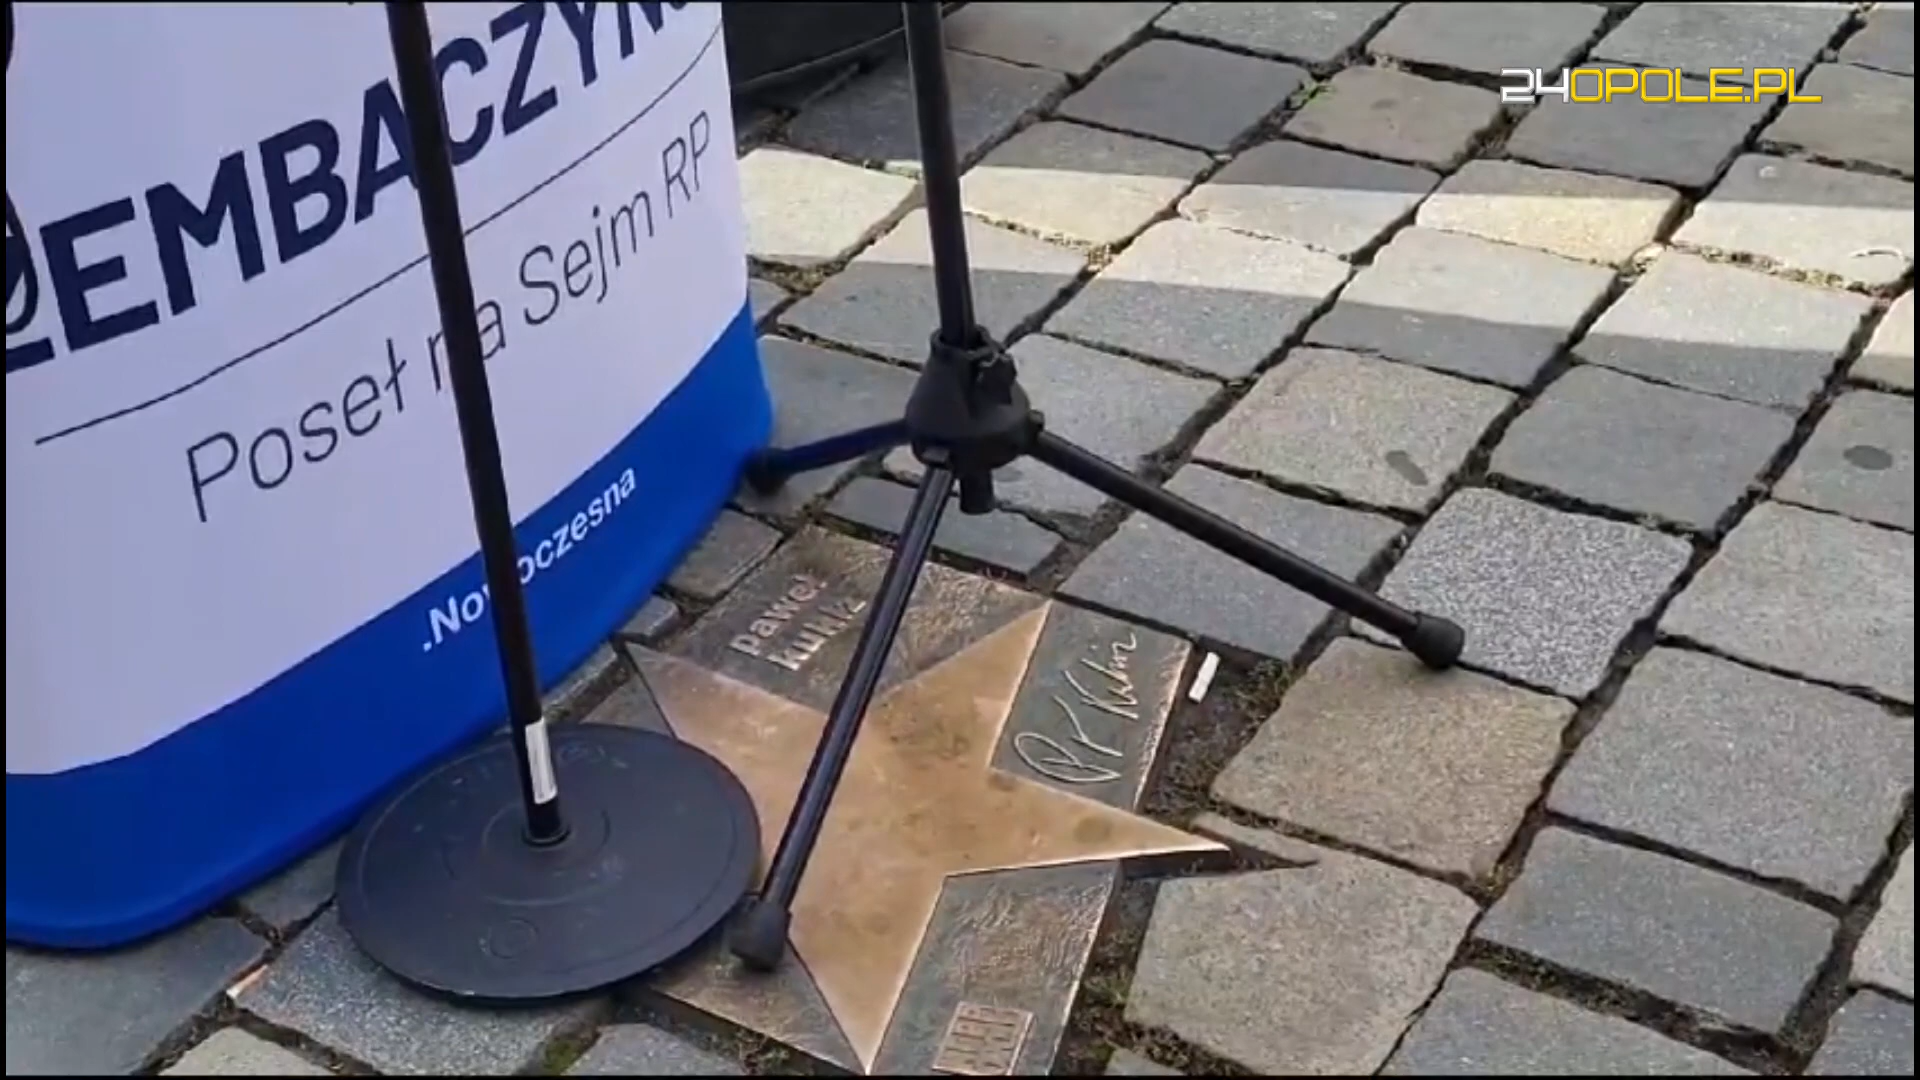 24OPOLE.PL
EMBACZYN
Poseł na Sejm RP
.Nowoczesna
paweł
kukiz